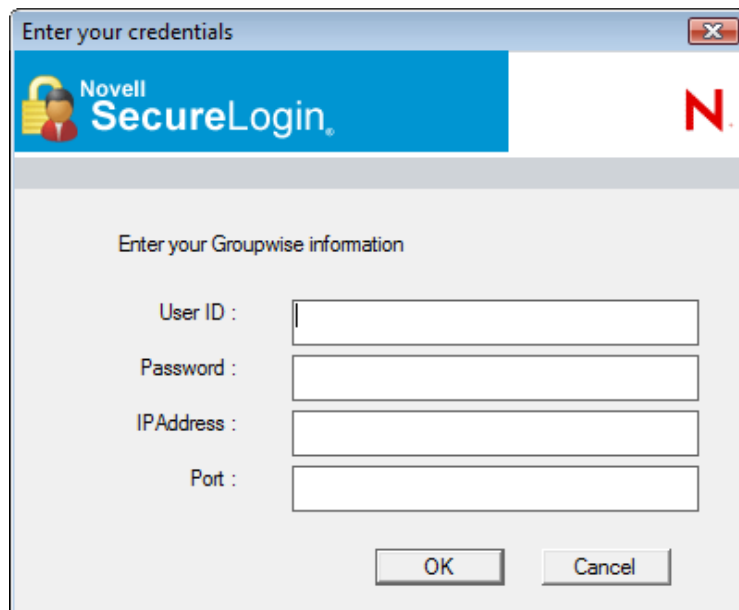 Enter your credentials
Novell
SecureLogin®
N
Enter your Groupwise information
User ID :
Password :
IPAddress :
Port :
OK
Cancel